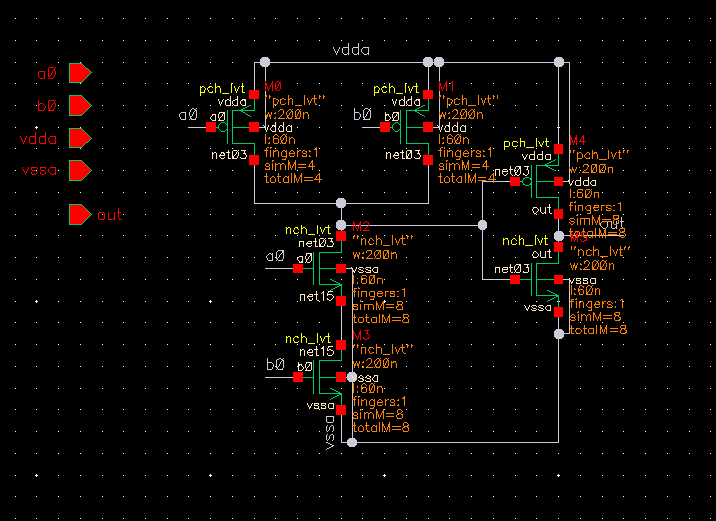 vdda
a0
b0
vdda
vssa
out
pch_lvt
M0
vdda
"pch_lvt"
w:200n
a0
a0
vdda
l:60n
net03
fingers:1
simM=4
totalM=4
pch_lvt
M1
vdda
"pch_lvt"
w:200n
b0
b0
vdda
l:60n
net03
fingers:1
simM=4
totalM=4
pch_lvt
M4
vdda
"pch_lvt"
w:200n
net03
vdda
l:60n
fingers:1
out
simM=8
totalM=8
out
nch_lvt
M2
net03
"nch_lvt"
w:200n
a0
a0
vssa
l:60n
net15
fingers:1
simM=8
totalM=8
nch_lvt
out
"nch_lvt"
w:200n
net03
vssa
l:60n
fingers:1
vssa
simM=8
totalM=8
nch_lvt
M3
net15
"nch_lvt"
w:200n
b0
b0
vssa
l:60n
vssa
fingers:1
simM=8
totalM=8
vssa